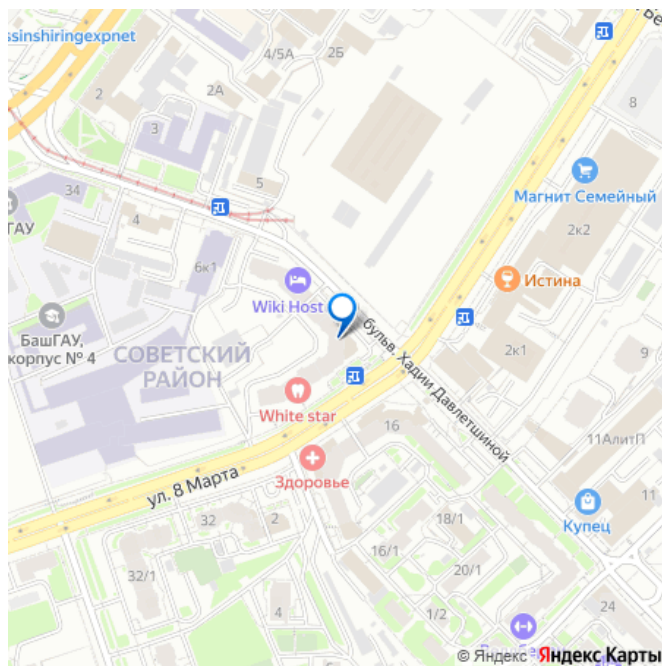 ssinshiringexpnet
4/5А
2Б
2
2А
8
3
5
Магнит Семейный
34
ГАУ
4
2к2
6к1
Истина
Wiki Host
бульв. Хадии Давлетшиной
БашГАУ,
корпус № 4
СОВЕТСКИЙ
РАЙОН
2к1
9
White star
16
11АлитП
ул. 8 Марта
Здоровье
11
32
2
18/1
Купец
16/1
32/1
20/1
24
4
1/2
© Яндекс Яндекс Карты